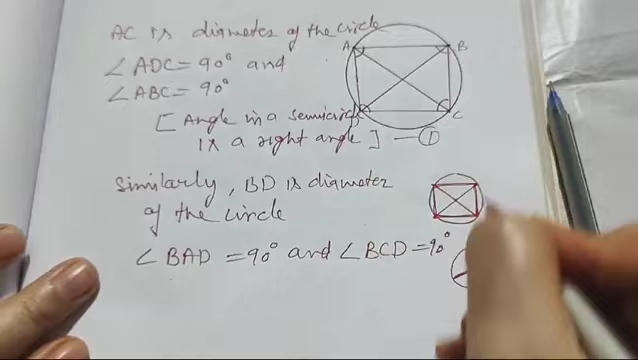 AC is diameter of the circle
∠ADC = 90° and
∠ABC = 90°
[ Angle in a semicircle
is a right angle ] — ①
A
B
C
Similarly, BD is diameter
of the circle
∠BAD = 90° and ∠BCD = 90°